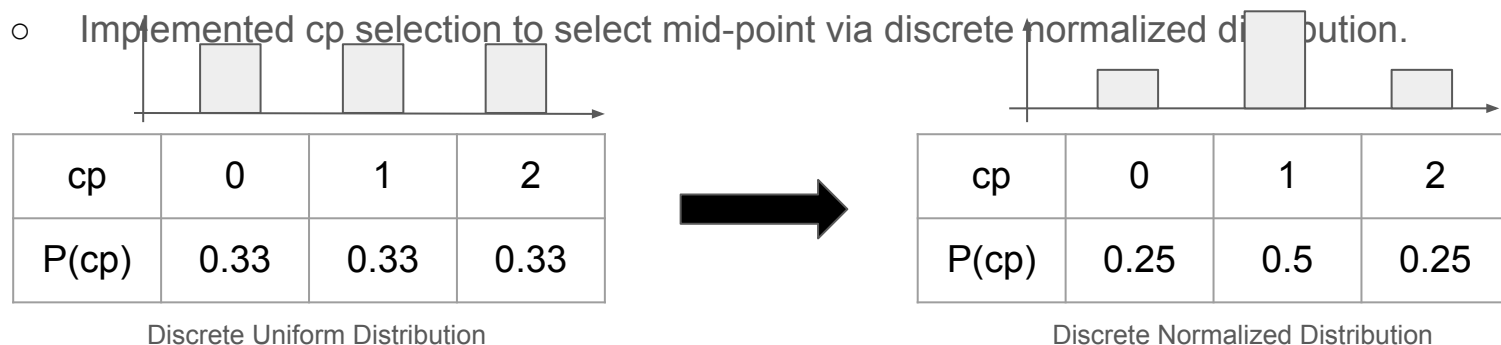 ○ Implemented cp selection to select mid-point via discrete normalized distribution.
cp 0 1 2
P(cp) 0.33 0.33 0.33
Discrete Uniform Distribution
cp 0 1 2
P(cp) 0.25 0.5 0.25
Discrete Normalized Distribution